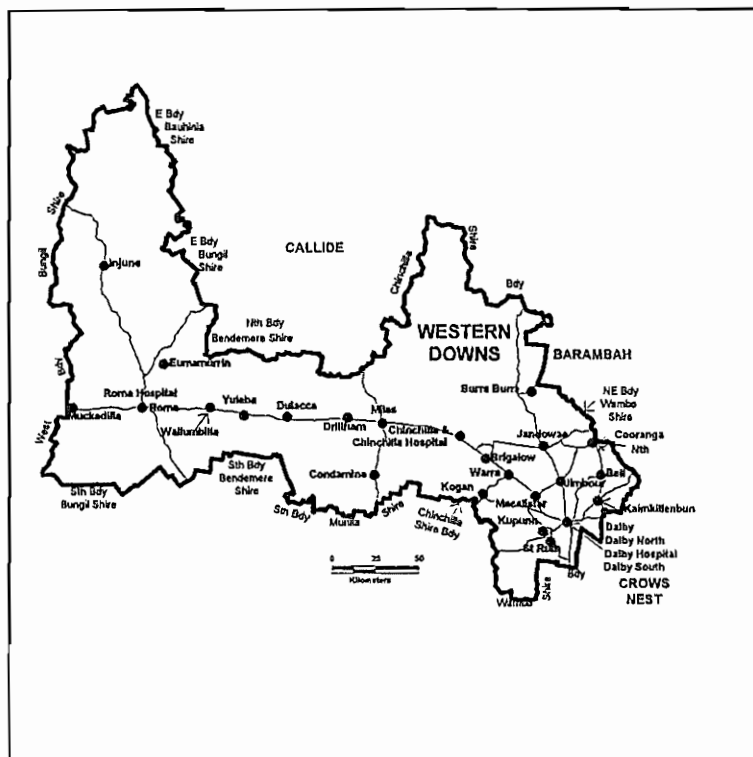 E Bdy
Bauhinia
Shire
Shire
Bungil
E Bdy
Bungil
Shire
CALLIDE
Injune
Chinchilla
Shire
Bdy
Nth Bdy
Bendemere Shire
WESTERN
DOWNS
BARAMBAH
Bdy
West
Eumamurrin
Burra Burri
NE Bdy
Wambo
Shire
Roma Hospital
Roma
Muckadilla
Wallumbilla
Yuleba
Dulacca
Drillham
Miles
Chinchilla &
Chinchilla Hospital
Jandowae
Cooranga
Nth
Brigalow
Warra
Jimbour
Bell
Condamine
Kogan
Macalister
Kaimkillenbun
Sth Bdy
Bungil Shire
Sth Bdy
Bendemere
Shire
Sth Bdy
Murilla
Shire
Chinchilla
Shire Bdy
Kupunn
St Ruth
Dalby
Dalby North
Dalby Hospital
Dalby South
Bdy
Shire
Wambo
CROWS
NEST
0 25 50
Kilometers